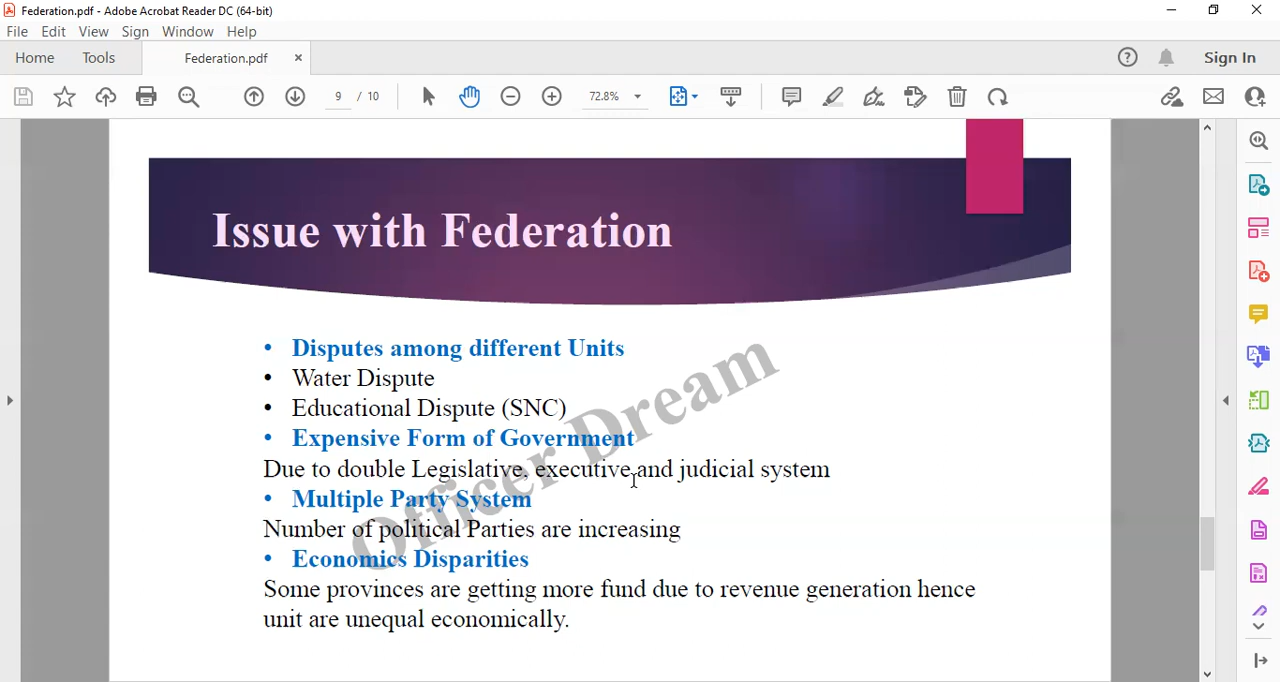 Federation.pdf - Adobe Acrobat Reader DC (64-bit)
File Edit View Sign Window Help
Home Tools Federation.pdf × Sign In
9 / 10 72.8%
Issue with Federation
• Disputes among different Units
• Water Dispute
• Educational Dispute (SNC)
• Expensive Form of Government
Due to double Legislative, executive and judicial system
• Multiple Party System
Number of political Parties are increasing
• Economics Disparities
Some provinces are getting more fund due to revenue generation hence
unit are unequal economically.
Officer Dream